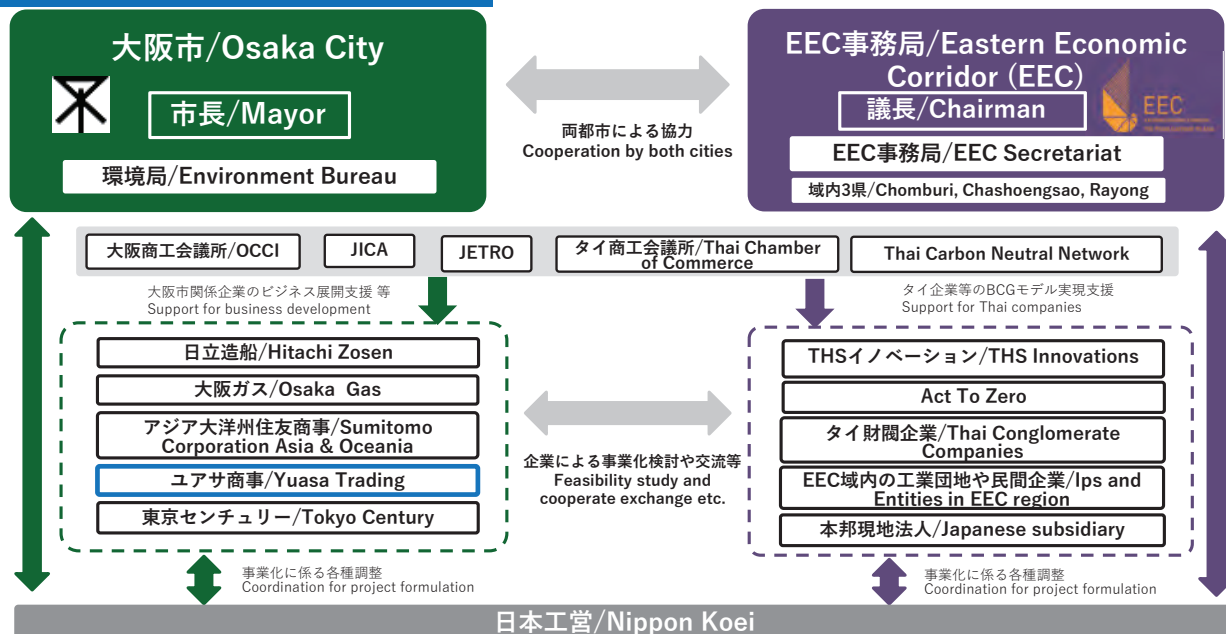 大阪市/Osaka City
市長/Mayor
環境局/Environment Bureau
両都市による協力
Cooperation by both cities
EEC事務局/Eastern Economic
Corridor (EEC)
議長/Chairman
EEC
EEC事務局/EEC Secretariat
域内3県/Chomburi, Chashoengsao, Rayong
大阪商工会議所/OCCI
JICA
JETRO
タイ商工会議所/Thai Chamber
of Commerce
Thai Carbon Neutral Network
大阪市関係企業のビジネス展開支援 等
Support for business development
タイ企業等のBCGモデル実現支援
Support for Thai companies
日立造船/Hitachi Zosen
大阪ガス/Osaka Gas
アジア大洋州住友商事/Sumitomo
Corporation Asia & Oceania
ユアサ商事/Yuasa Trading
東京センチュリー/Tokyo Century
企業による事業化検討や交流等
Feasibility study and
cooperate exchange etc.
THSイノベーション/THS Innovations
Act To Zero
タイ財閥企業/Thai Conglomerate
Companies
EEC域内の工業団地や民間企業/Ips and
Entities in EEC region
本邦現地法人/Japanese subsidiary
事業化に係る各種調整
Coordination for project formulation
事業化に係る各種調整
Coordination for project formulation
日本工営/Nippon Koei